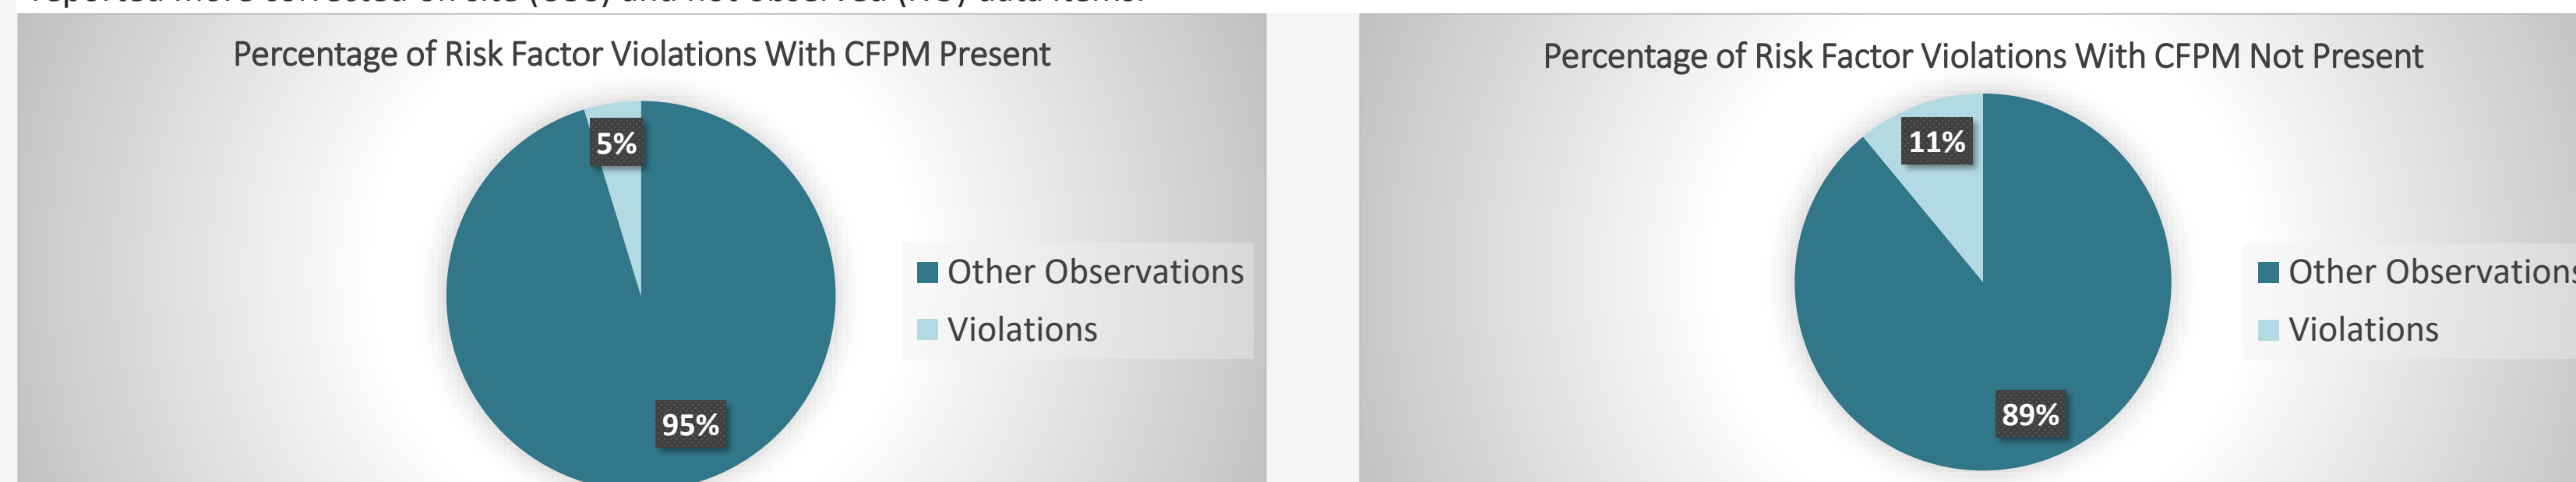 Percentage of Risk Factor Violations With CFPM Present
5%
95%
Other Observations
Violations
Percentage of Risk Factor Violations With CFPM Not Present
11%
89%
Other Observations
Violations